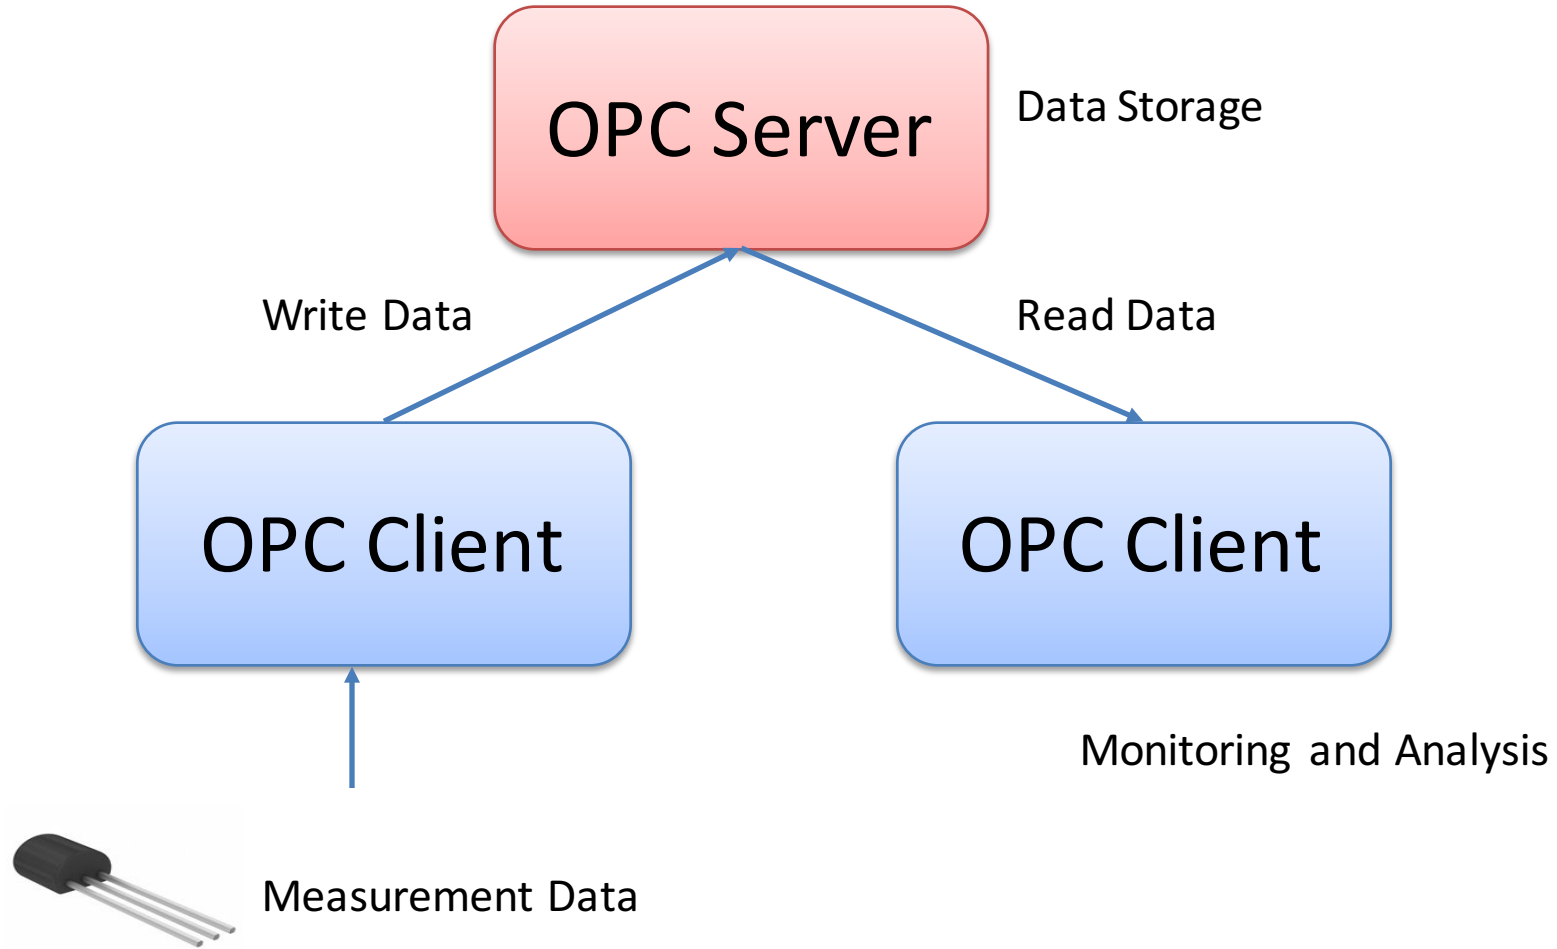 OPC Server
Data Storage
Write Data
Read Data
OPC Client
OPC Client
Monitoring and Analysis
Measurement Data